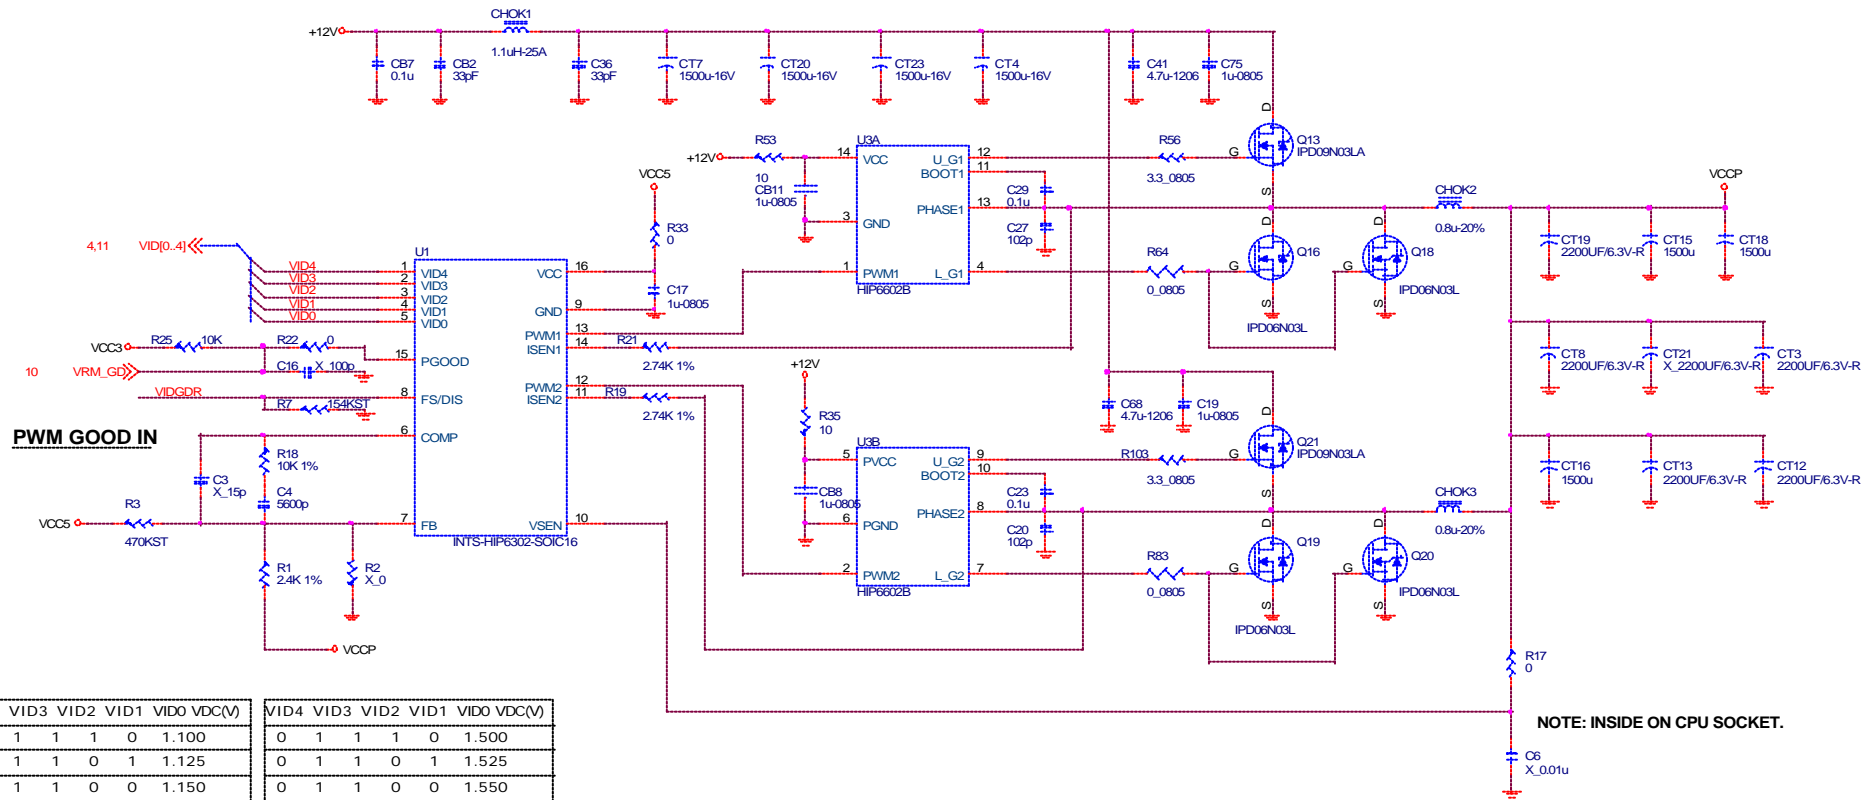 CHOK1
+12V
1.1uH-25A
CB7
0.1u
CB2
33pF
C36
33pF
CT7
1500u-16V
CT20
1500u-16V
CT23
1500u-16V
CT4
1500u-16V
C41
4.7u-1206
C75
1u-0805
D
S
G
Q13
IPD09N03LA
R53
+12V
10
CB11
1u-0805
U3A
14 VCC
3 GND
1 PWM1
U_G1 12
BOOT1 11
PHASE1 13
L_G1 4
HIP6602B
R56
3.3_0805
C29
0.1u
C27
102p
R64
0_0805
D
G
S
Q16
IPD06N03L
D
G
S
Q18
IPD06N03L
CHOK2
0.8u-20%
VCCP
CT19
2200UF/6.3V-R
CT15
1500u
CT18
1500u
CT8
2200UF/6.3V-R
CT21
X_2200UF/6.3V-R
CT3
2200UF/6.3V-R
CT16
1500u
CT13
2200UF/6.3V-R
CT12
2200UF/6.3V-R
VCC5
R33
0
C17
1u-0805
4,11 VID[0..4]
VID4
VID3
VID2
VID1
VID0
U1
1 VID4
2 VID3
3 VID2
4 VID1
5 VID0
15 PGOOD
8 FS/DIS
6 COMP
7 FB
VCC 16
GND 9
PWM1 13
ISEN1 14
PWM2 12
ISEN2 11
VSEN 10
INTS-HIP6302-SOIC16
VCC3
R25 10K
R22 0
10 VRM_GD
C16 X_100p
VIDGDR
R7 154KST
PWM GOOD IN
R18
10K 1%
C3
X_15p
C4
5600p
R3
VCC5
470KST
R1
2.4K 1%
R2
X_0
VCCP
R21
2.74K 1%
R19
2.74K 1%
+12V
R35
10
CB8
1u-0805
U3B
5 PVCC
6 PGND
2 PWM2
U_G2 9
BOOT2 10
PHASE2 8
L_G2 7
HIP6602B
C68
4.7u-1206
C19
1u-0805
R103
3.3_0805
D
G
S
Q21
IPD09N03LA
C23
0.1u
C20
102p
R83
0_0805
D
G
S
Q19
IPD06N03L
D
G
S
Q20
IPD06N03L
CHOK3
0.8u-20%
R17
0
NOTE: INSIDE ON CPU SOCKET.
C6
X_0.01u
VID3 VID2 VID1 VID0 VDC(V)
1 1 1 0 1.100
1 1 0 1 1.125
1 1 0 0 1.150
VID4 VID3 VID2 VID1 VID0 VDC(V)
0 1 1 1 0 1.500
0 1 1 0 1 1.525
0 1 1 0 0 1.550